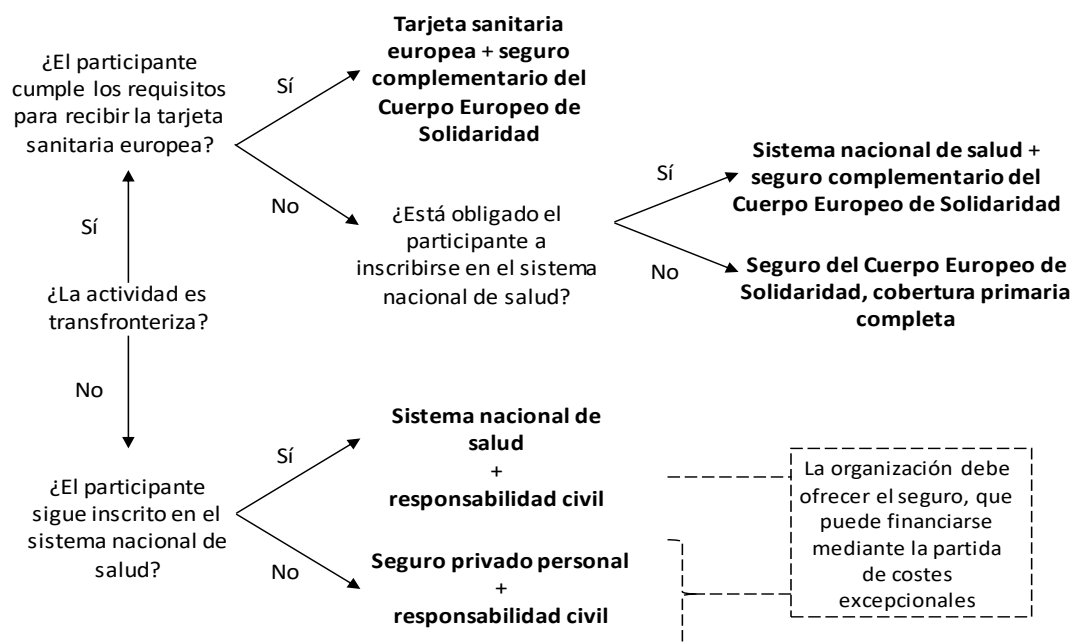 ¿El participante
cumple los requisitos
para recibir la tarjeta
sanitaria europea?
Sí
Tarjeta sanitaria
europea + seguro
complementario del
Cuerpo Europeo de
Solidaridad
No
¿Está obligado el
participante a
inscribirse en el sistema
nacional de salud?
Sí
Sistema nacional de salud +
seguro complementario del
Cuerpo Europeo de Solidaridad
No
Seguro del Cuerpo Europeo de
Solidaridad, cobertura primaria
completa
Sí
¿La actividad es
transfronteriza?
No
¿El participante
sigue inscrito en el
sistema nacional de
salud?
Sí
Sistema nacional de
salud
+
responsabilidad civil
No
Seguro privado personal
+
responsabilidad civil
La organización debe
ofrecer el seguro, que
puede financiarse
mediante la partida
de costes
excepcionales